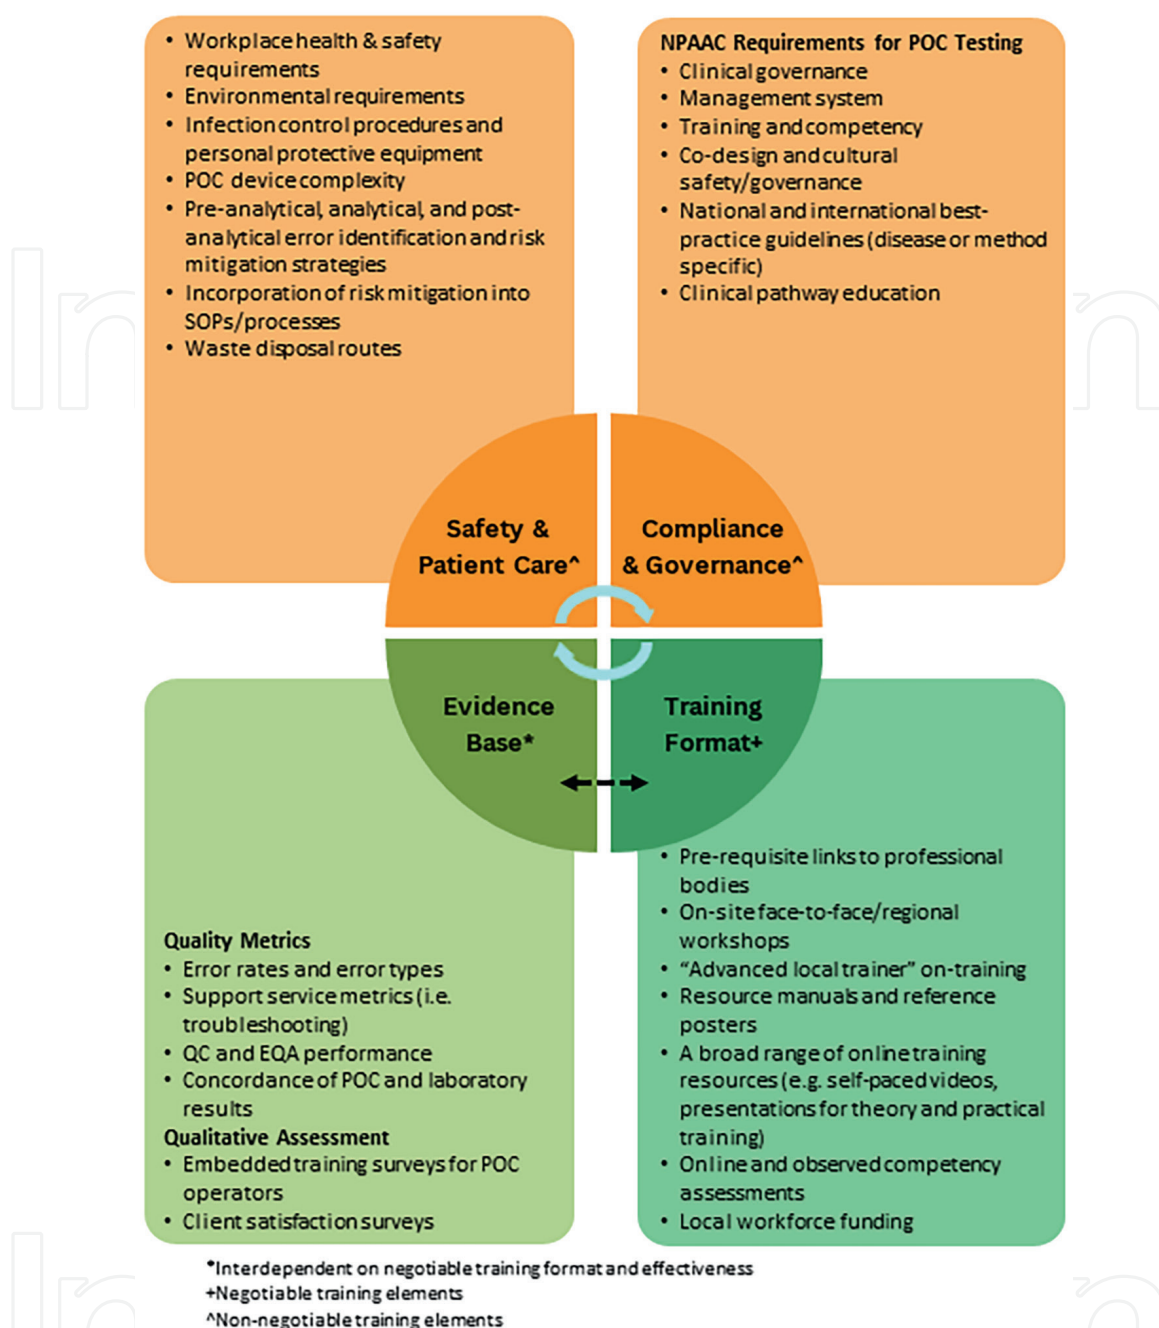 • Workplace health & safety
requirements
• Environmental requirements
• Infection control procedures and
personal protective equipment
• POC device complexity
• Pre-analytical, analytical, and post-
analytical error identification and risk
mitigation strategies
• Incorporation of risk mitigation into
SOPs/processes
• Waste disposal routes
NPAAC Requirements for POC Testing
• Clinical governance
• Management system
• Training and competency
• Co-design and cultural
safety/governance
• National and international best-
practice guidelines (disease or method
specific)
• Clinical pathway education
Safety &
Patient Care^
Compliance
& Governance^
Evidence
Base*
Training
Format+
Quality Metrics
• Error rates and error types
• Support service metrics (i.e.
troubleshooting)
• QC and EQA performance
• Concordance of POC and laboratory
results
Qualitative Assessment
• Embedded training surveys for POC
operators
• Client satisfaction surveys
• Pre-requisite links to professional
bodies
• On-site face-to-face/regional
workshops
• “Advanced local trainer” on-training
• Resource manuals and reference
posters
• A broad range of online training
resources (e.g. self-paced videos,
presentations for theory and practical
training)
• Online and observed competency
assessments
• Local workforce funding
*Interdependent on negotiable training format and effectiveness
+Negotiable training elements
^Non-negotiable training elements